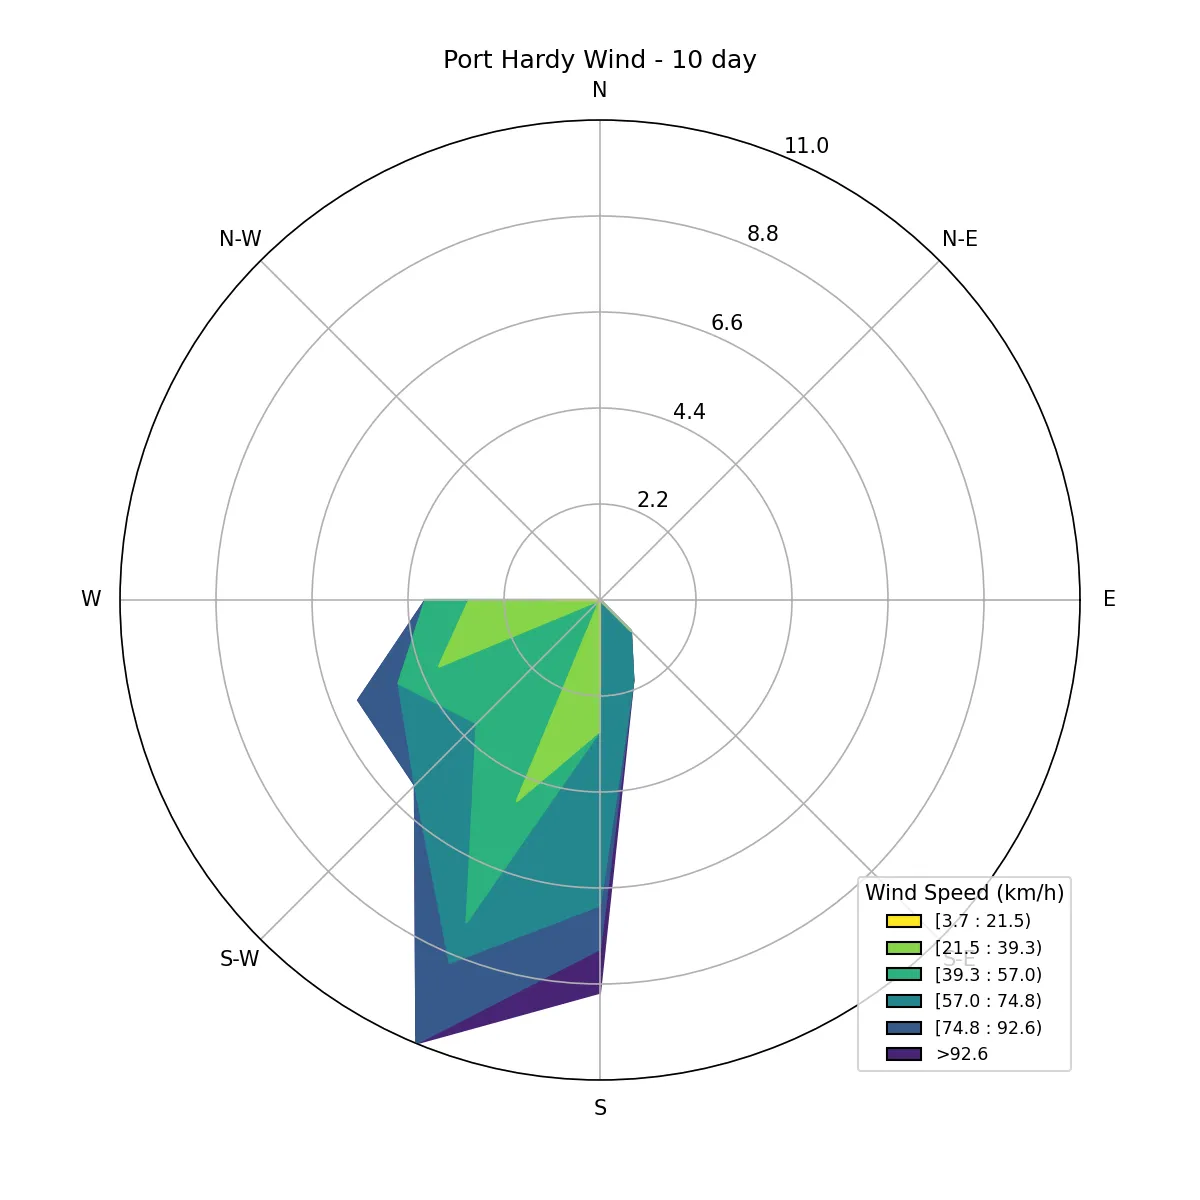 Port Hardy Wind - 10 day
N
11.0
N-W
8.8
N-E
6.6
4.4
2.2
W
E
Wind Speed (km/h)
[3.7 : 21.5)
[21.5 : 39.3)
S-W
S-E
[39.3 : 57.0)
[57.0 : 74.8)
[74.8 : 92.6)
>92.6
S